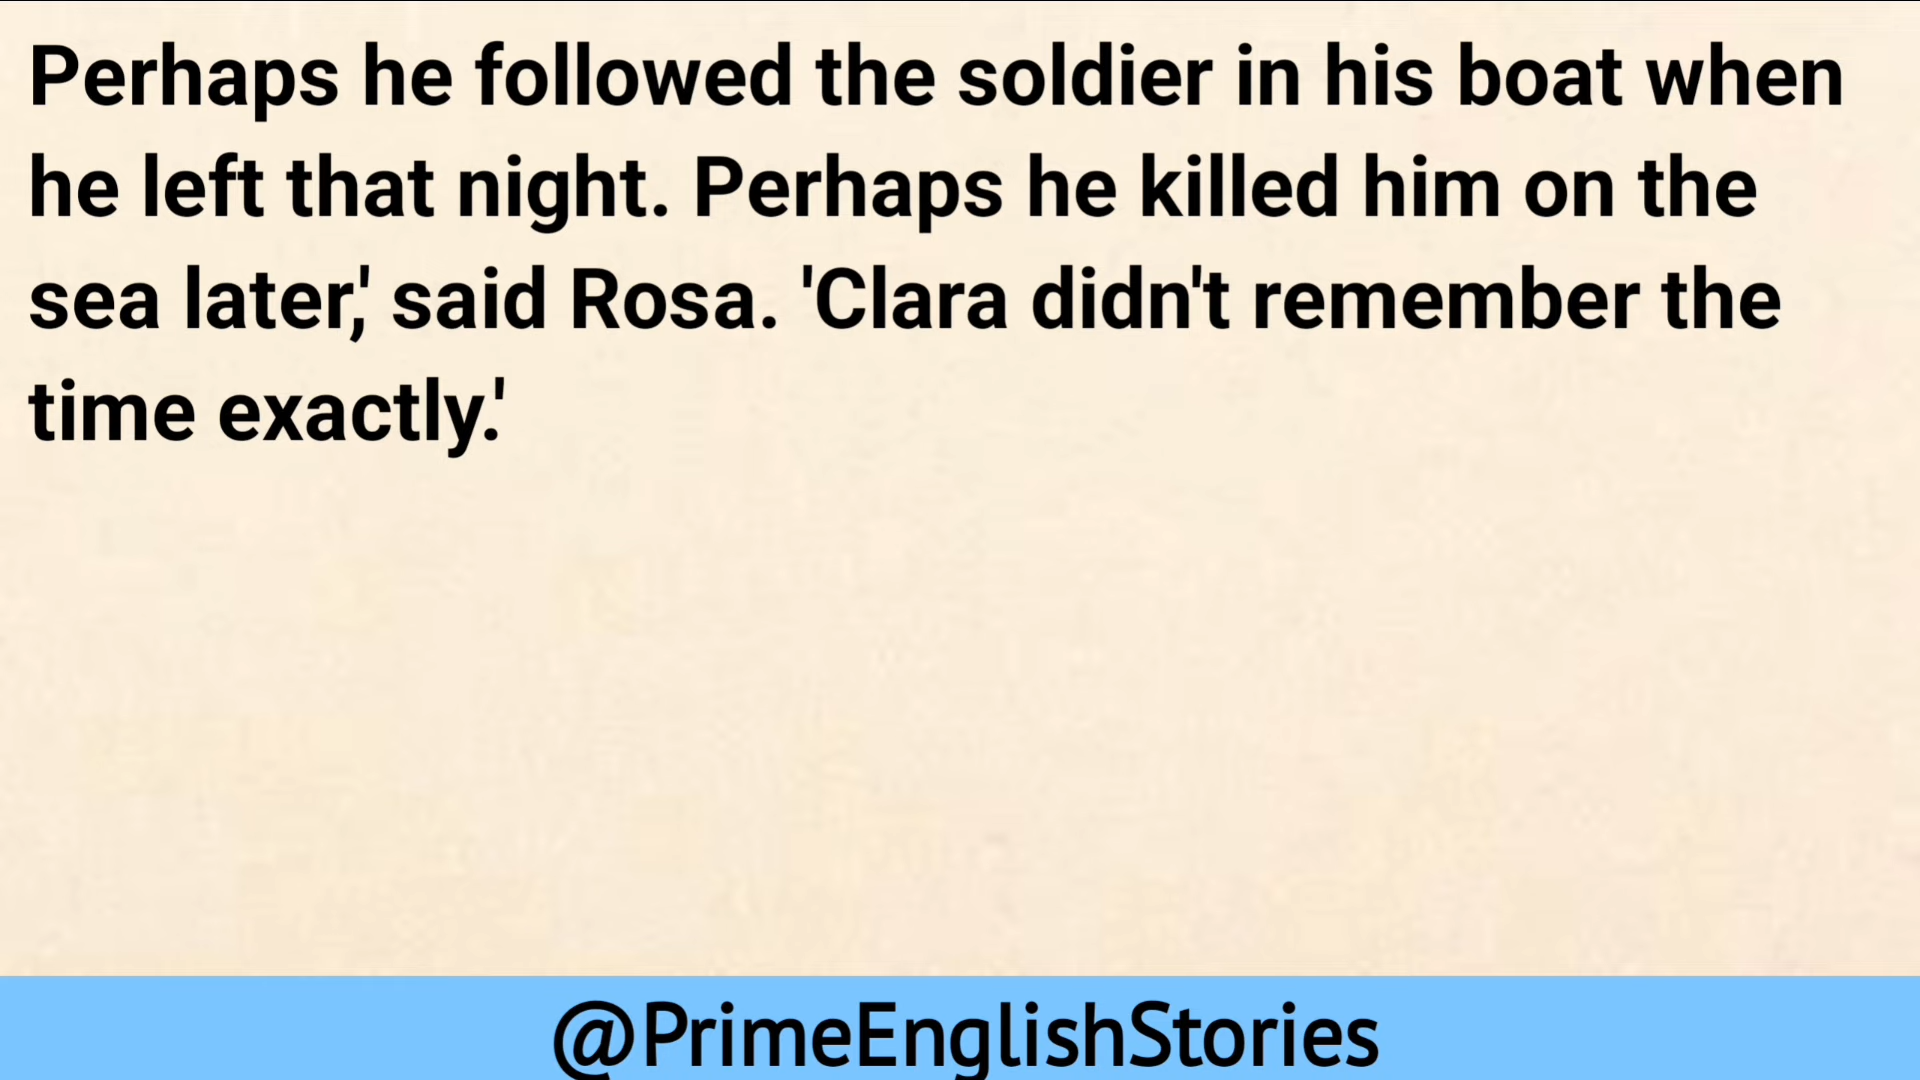 Perhaps he followed the soldier in his boat when
he left that night. Perhaps he killed him on the
sea later,' said Rosa. 'Clara didn't remember the
time exactly.'
@PrimeEnglishStories